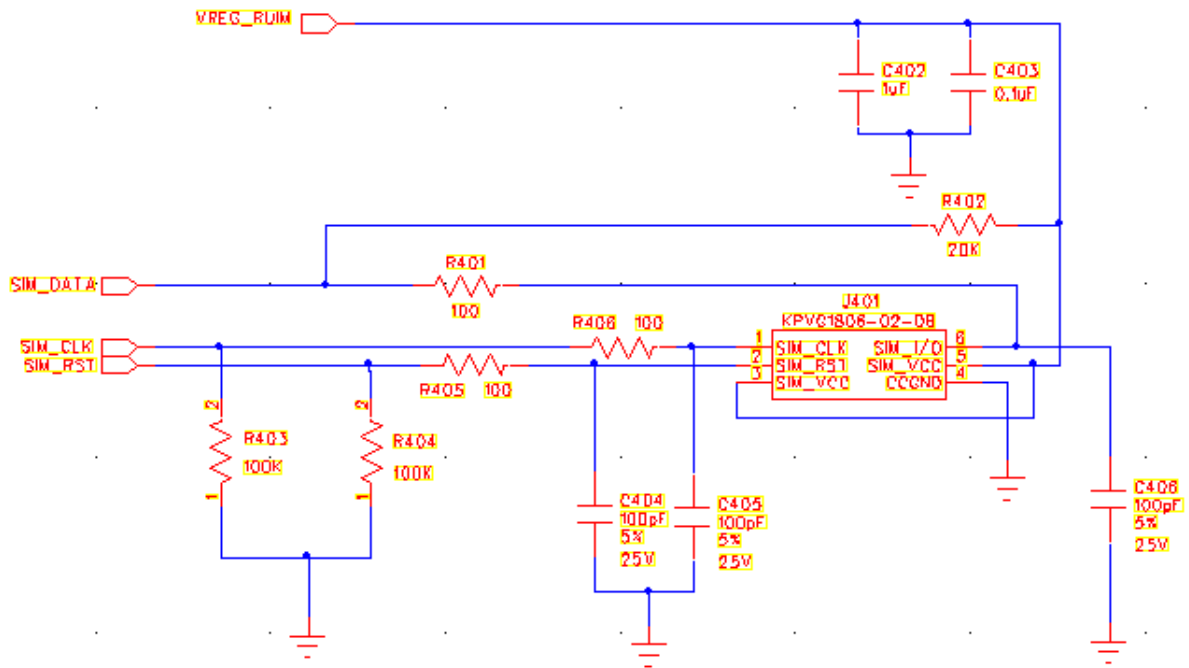 VREG_RUIM
C402
1uF
C403
0.1uF
R402
20K
SIM_DATA
R401
100
J401
KPVG1806-02-08
SIM_CLK
SIM_RST
R406 100
R405 100
1 SIM_CLK SIM_I/O 6
2 SIM_RST SIM_VCC 5
3 SIM_VCC CCGND 4
2
R403
100K
1
2
R404
100K
1
C404
100pF
5%
25V
C405
100pF
5%
25V
C406
100pF
5%
25V